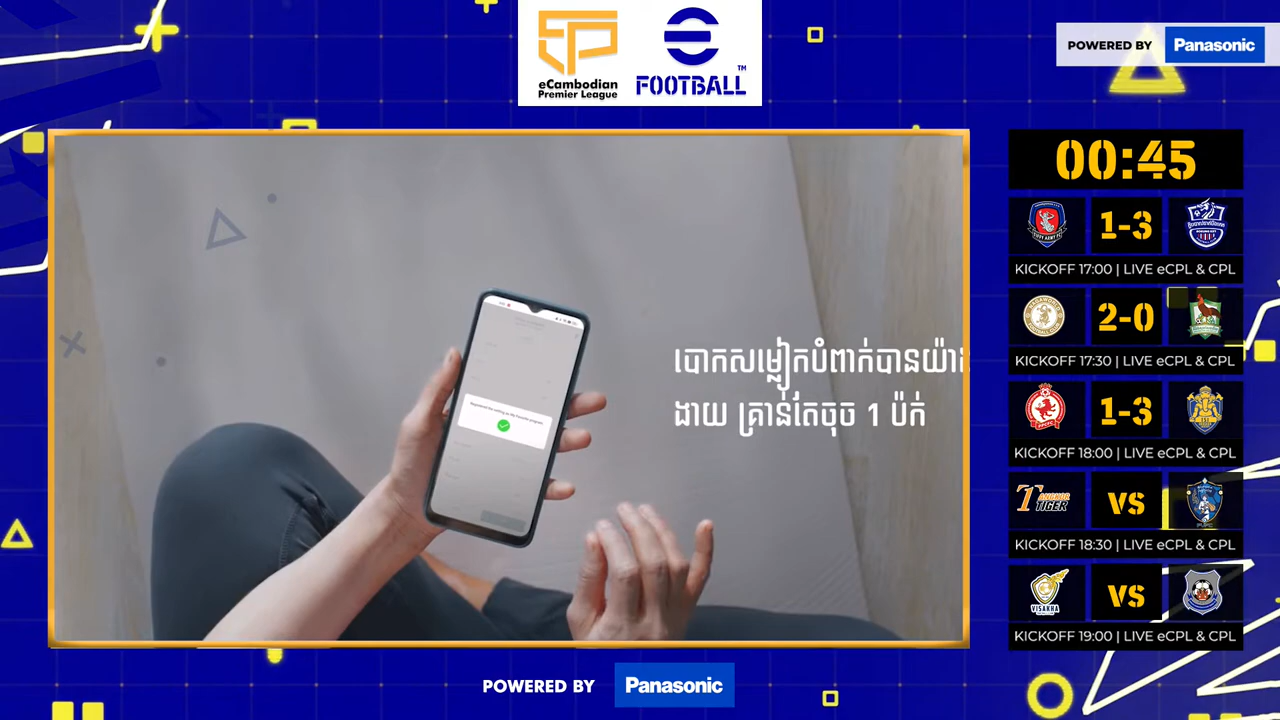 eCambodian
Premier League
FOOTBALL™
POWERED BY Panasonic
00:45
1-3
KICKOFF 17:00 | LIVE eCPL & CPL
2-0
KICKOFF 17:30 | LIVE eCPL & CPL
1-3
KICKOFF 18:00 | LIVE eCPL & CPL
ANGKOR
TIGER
VS
KICKOFF 18:30 | LIVE eCPL & CPL
VISAKHA
VS
KICKOFF 19:00 | LIVE eCPL & CPL
បោកសម្លៀកបំពាក់បានយ៉ាង
ងាយ គ្រាន់តែចុច 1 ប៉ក់
POWERED BY Panasonic